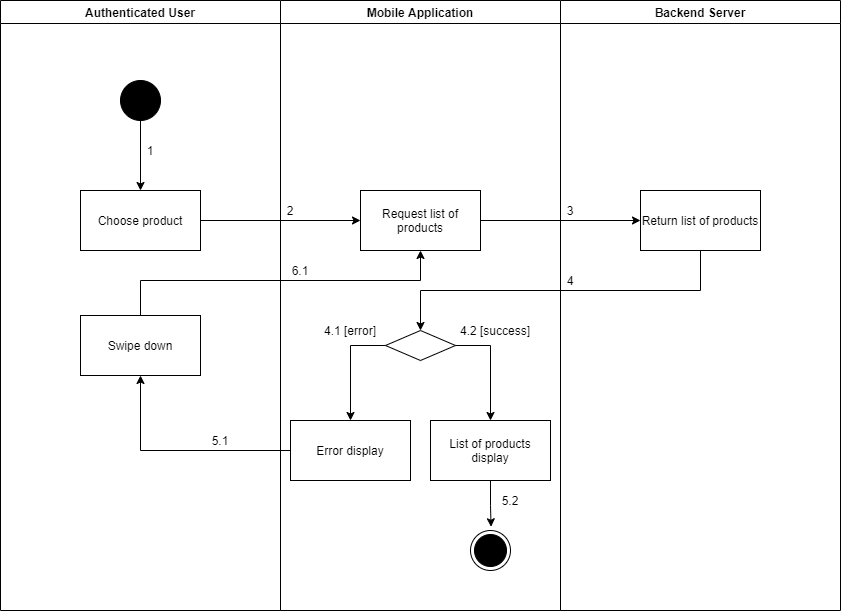 Authenticated User
Mobile Application
Backend Server
1
Choose product
2
Request list of
products
3
Return list of products
6.1
4
Swipe down
4.1 [error]
4.2 [success]
5.1
Error display
List of products
display
5.2